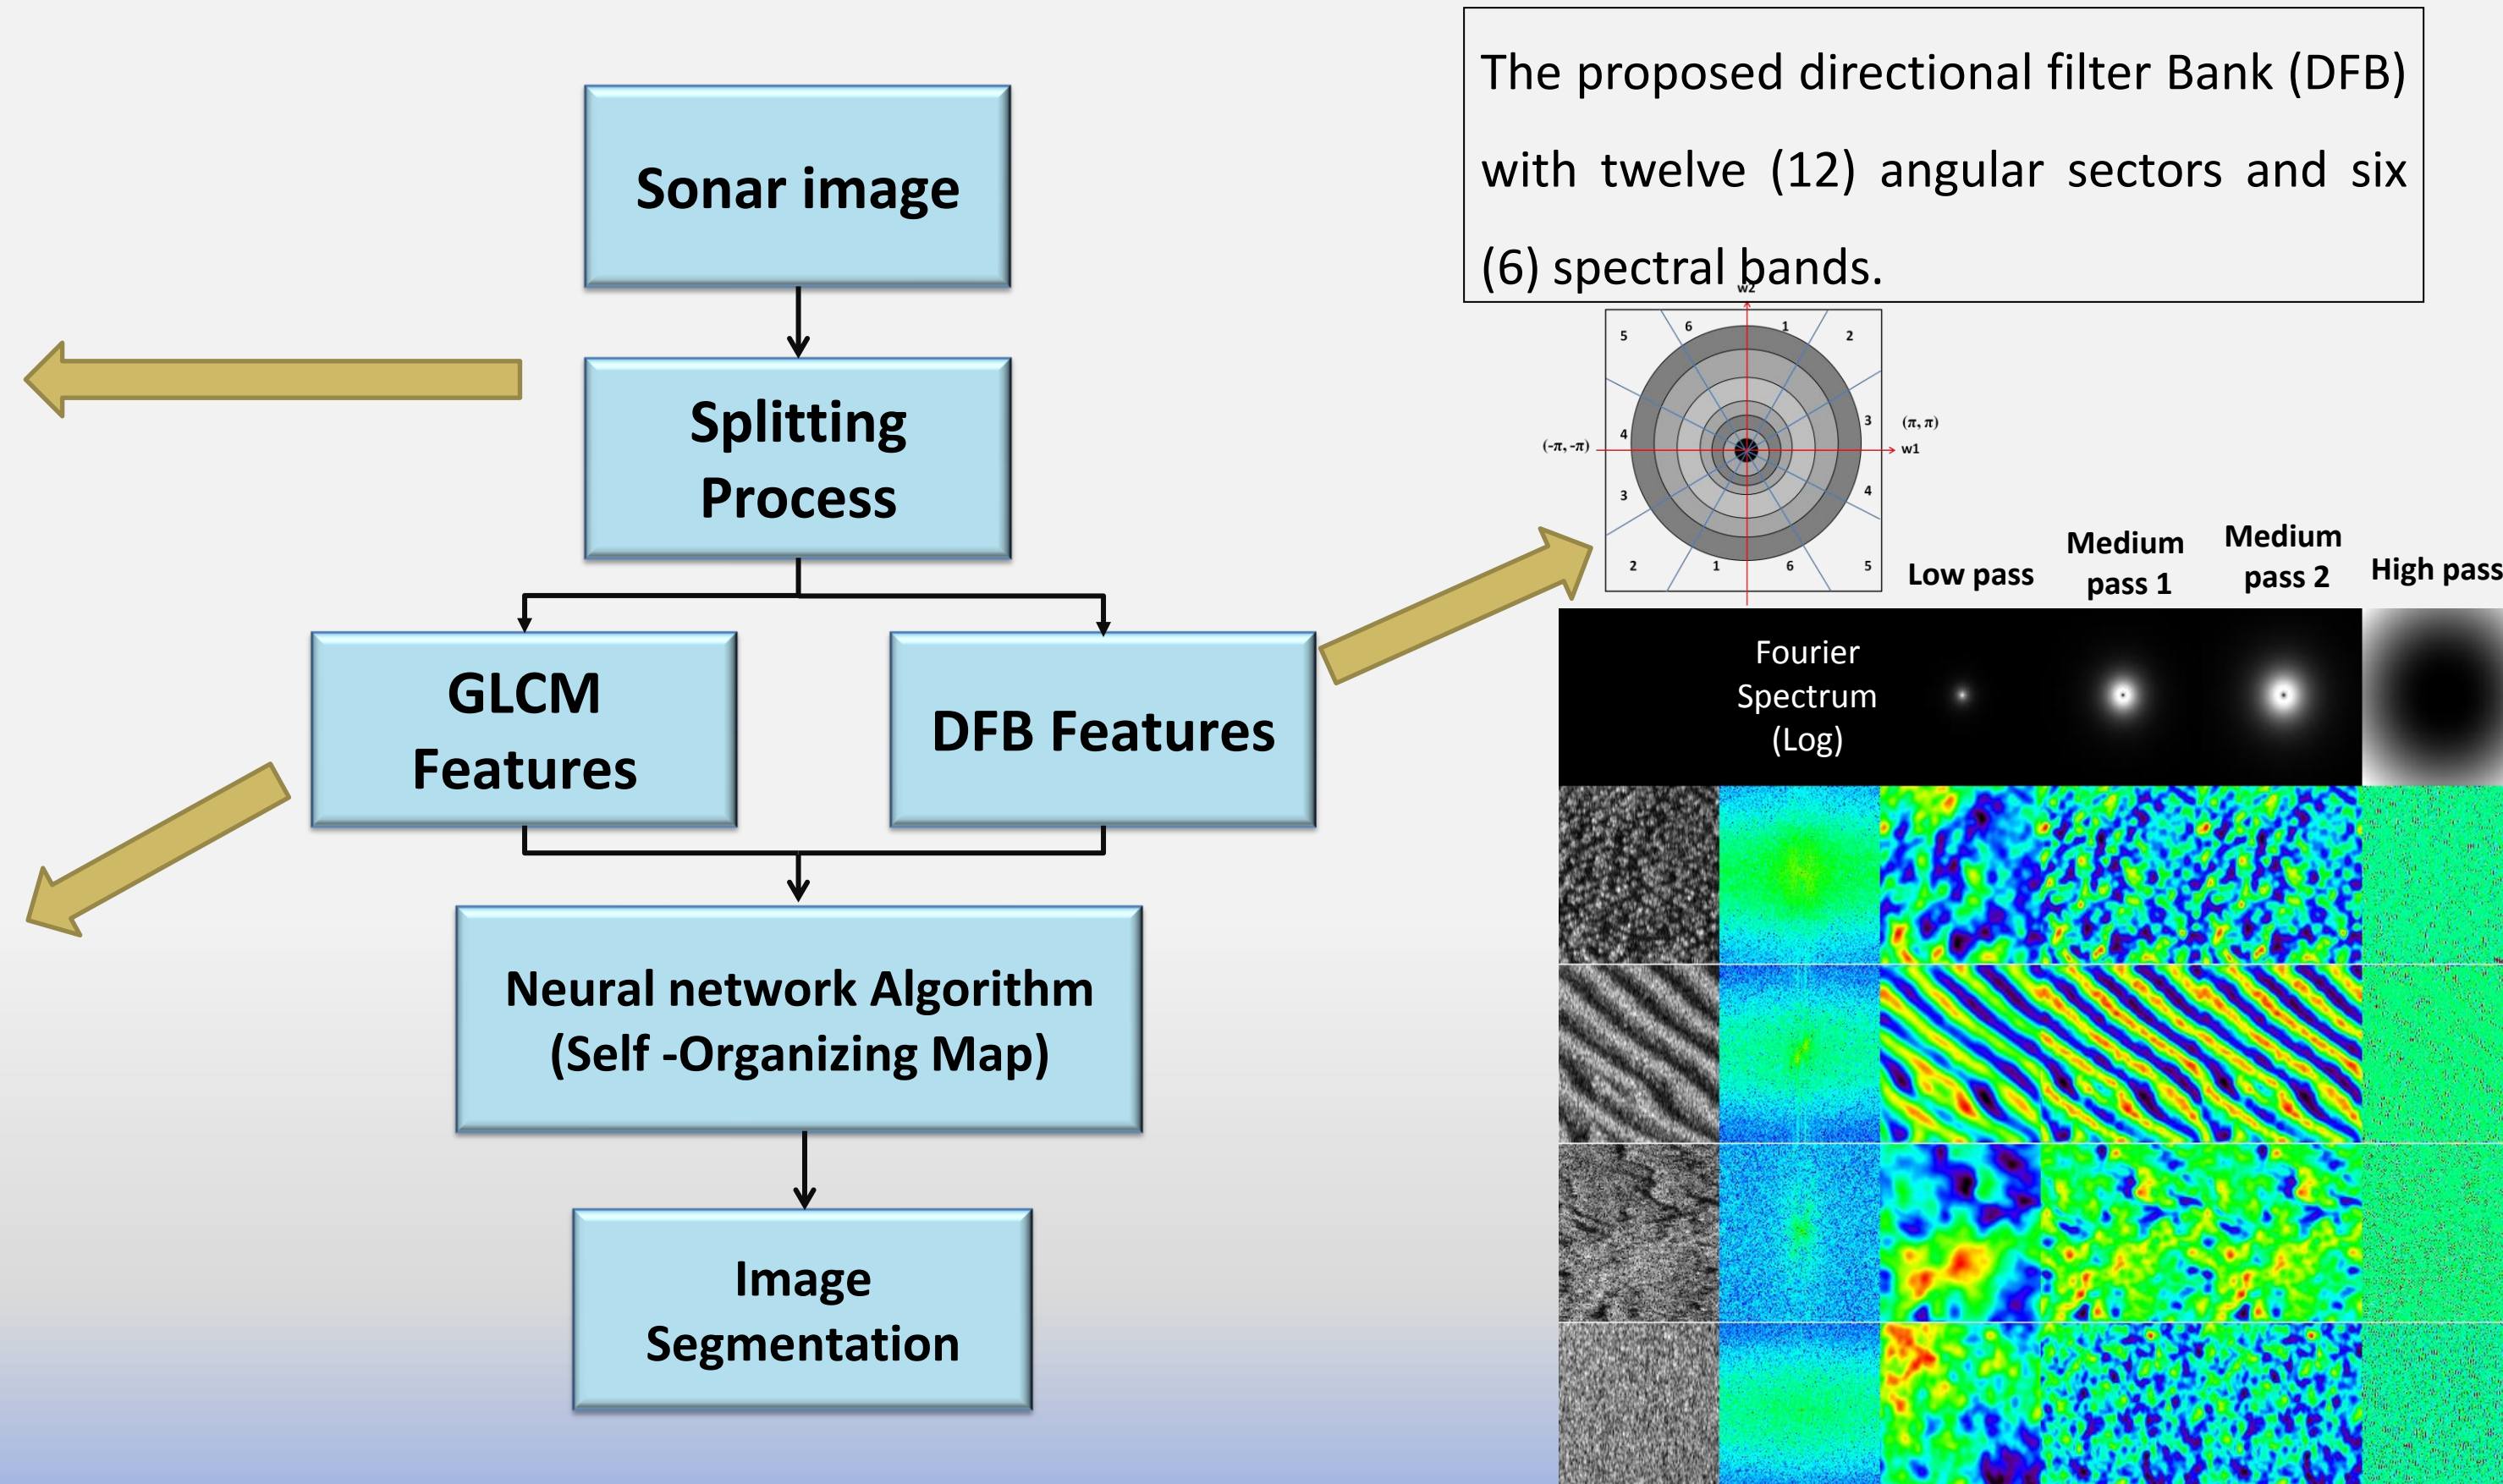 The proposed directional filter Bank (DFB)
with twelve (12) angular sectors and six
(6) spectral bands.
Sonar image
Splitting
Process
GLCM
Features
DFB Features
Neural network Algorithm
(Self -Organizing Map)
Image
Segmentation
w2
5
6
1
2
4
3
(π, π)
(-π, -π)
w1
3
4
2
1
6
5
Low pass
Medium
pass 1
Medium
pass 2
High pass
Fourier
Spectrum
(Log)